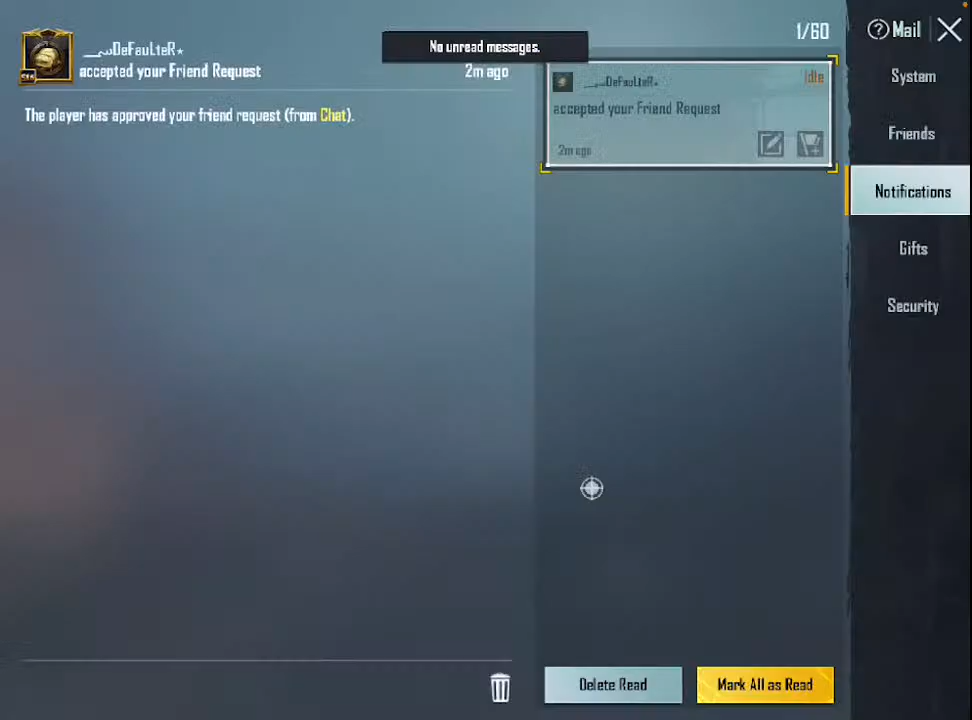 __ﺳDeFauLteR★
accepted your Friend Request
2m ago
The player has approved your friend request (from Chat).
No unread messages.
1/60
Mail
DeFauLteR★
Idle
accepted your Friend Request
2m ago
System
Friends
Notifications
Gifts
Security
Delete Read
Mark All as Read